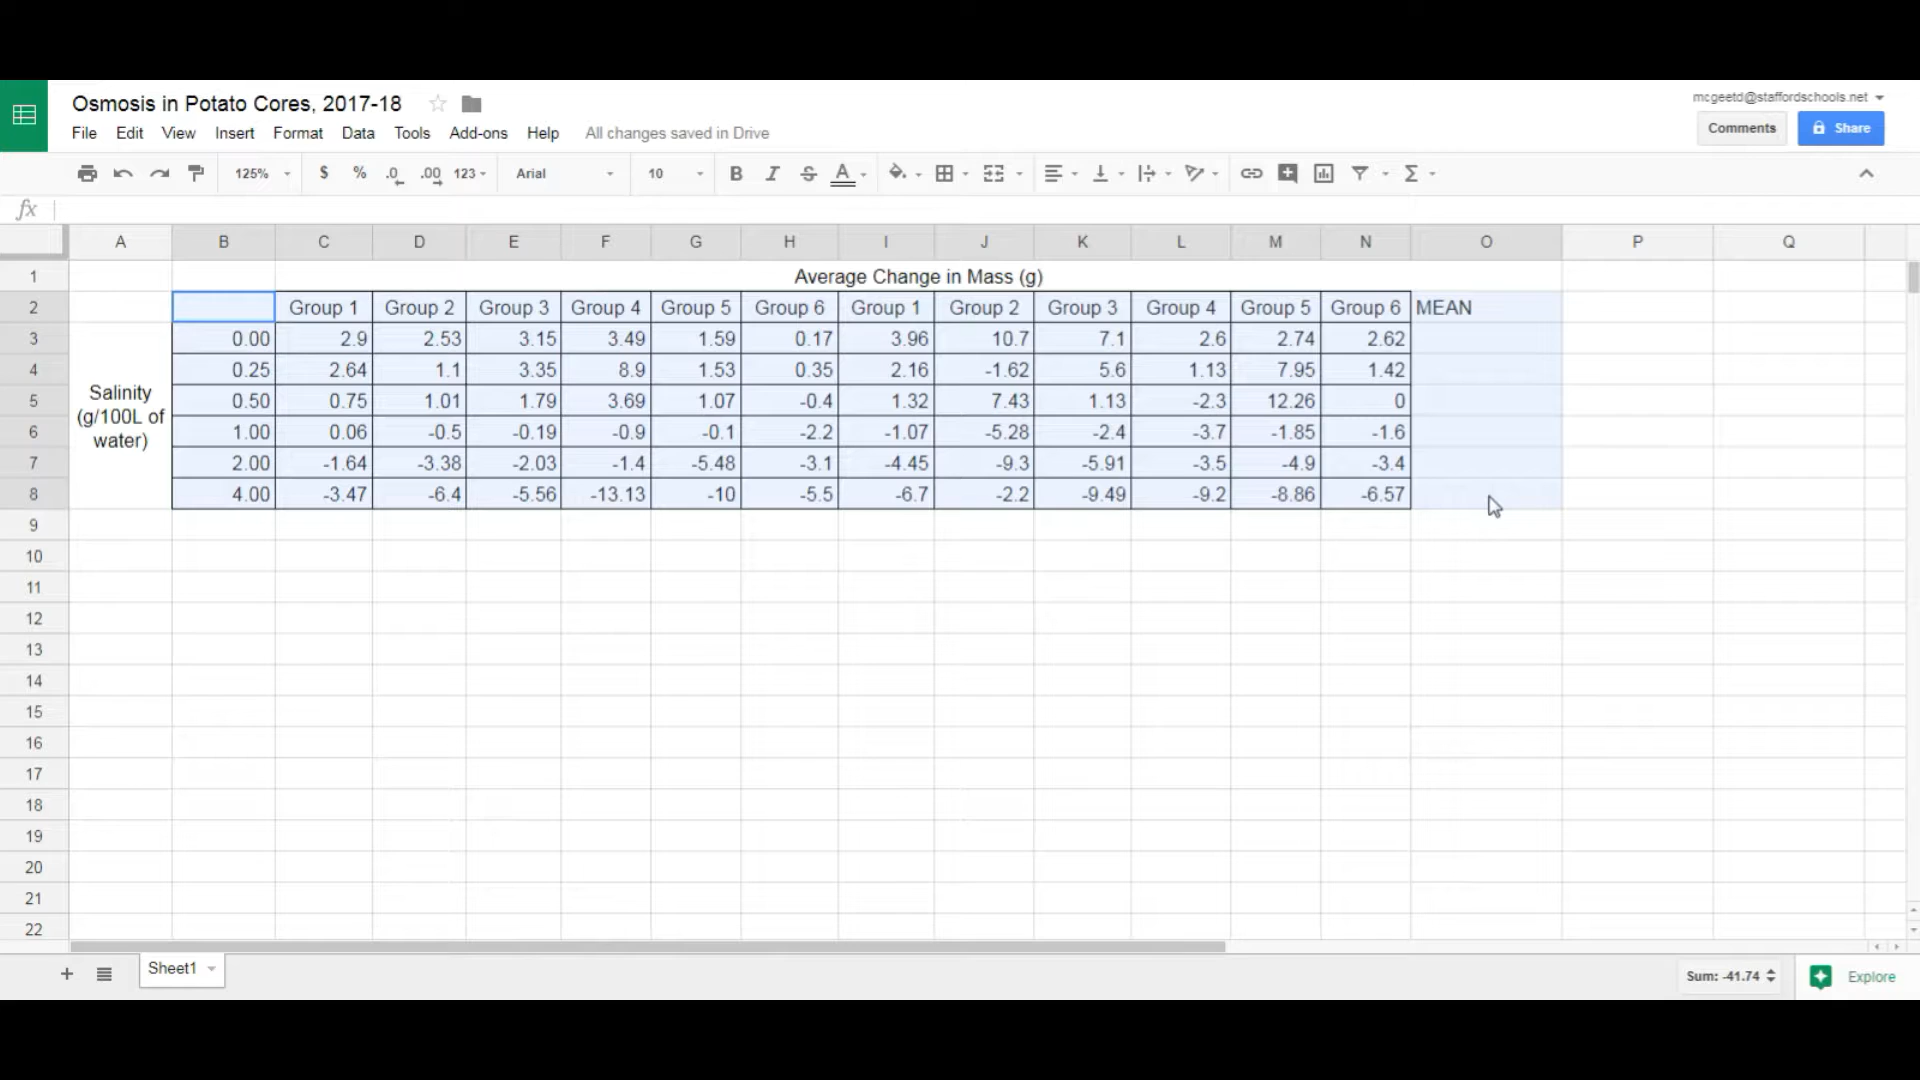 Osmosis in Potato Cores, 2017-18
mcgeetd@staffordschools.net
File Edit View Insert Format Data Tools Add-ons Help All changes saved in Drive
Comments Share
125% $ % .0 .00 123 Arial 10 B I S A Σ
fx
A B C D E F G H I J K L M N O P Q
1 Average Change in Mass (g)
2 Group 1 Group 2 Group 3 Group 4 Group 5 Group 6 Group 1 Group 2 Group 3 Group 4 Group 5 Group 6 MEAN
3 0.00 2.9 2.53 3.15 3.49 1.59 0.17 3.96 10.7 7.1 2.6 2.74 2.62
4 0.25 2.64 1.1 3.35 8.9 1.53 0.35 2.16 -1.62 5.6 1.13 7.95 1.42
Salinity
(g/100L of
water)
5 0.50 0.75 1.01 1.79 3.69 1.07 -0.4 1.32 7.43 1.13 -2.3 12.26 0
6 1.00 0.06 -0.5 -0.19 -0.9 -0.1 -2.2 -1.07 -5.28 -2.4 -3.7 -1.85 -1.6
7 2.00 -1.64 -3.38 -2.03 -1.4 -5.48 -3.1 -4.45 -9.3 -5.91 -3.5 -4.9 -3.4
8 4.00 -3.47 -6.4 -5.56 -13.13 -10 -5.5 -6.7 -2.2 -9.49 -9.2 -8.86 -6.57
9
10
11
12
13
14
15
16
17
18
19
20
21
22
Sheet1
Sum: -41.74
Explore